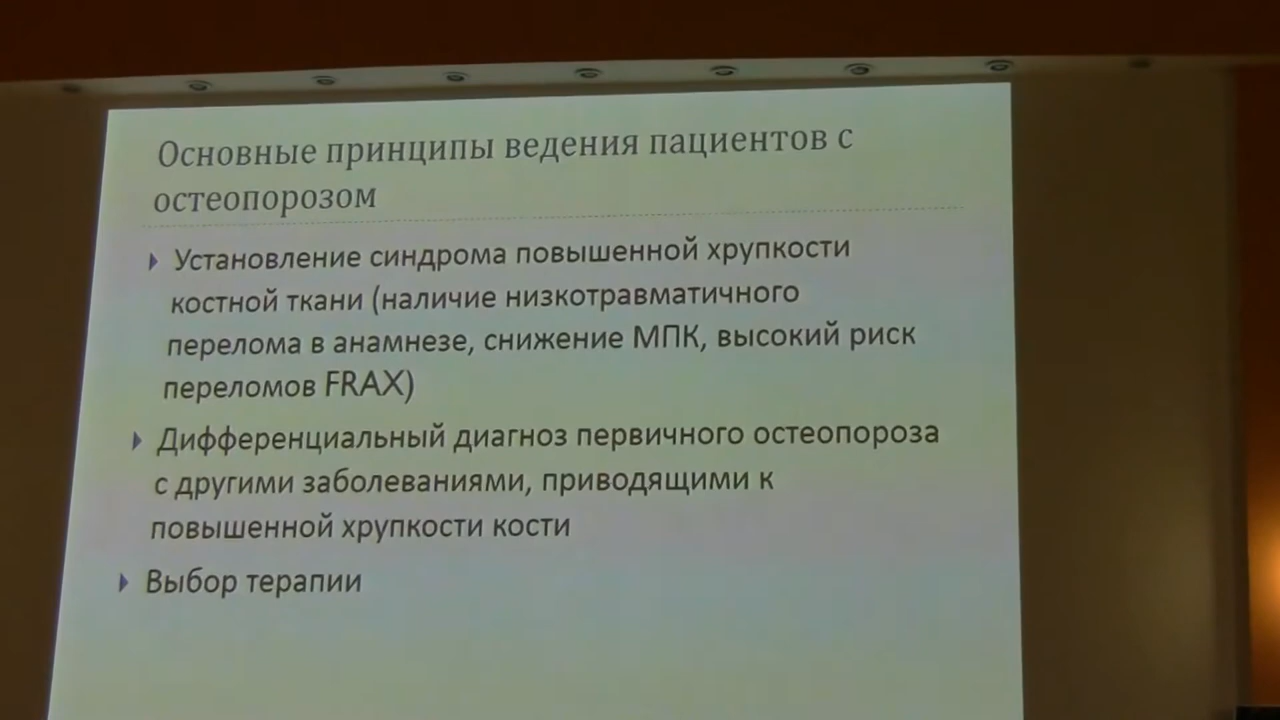 Основные принципы ведения пациентов с
остеопорозом
Установление синдрома повышенной хрупкости
костной ткани (наличие низкотравматичного
перелома в анамнезе, снижение МПК, высокий риск
переломов FRAX)
Дифференциальный диагноз первичного остеопороза
с другими заболеваниями, приводящими к
повышенной хрупкости кости
Выбор терапии